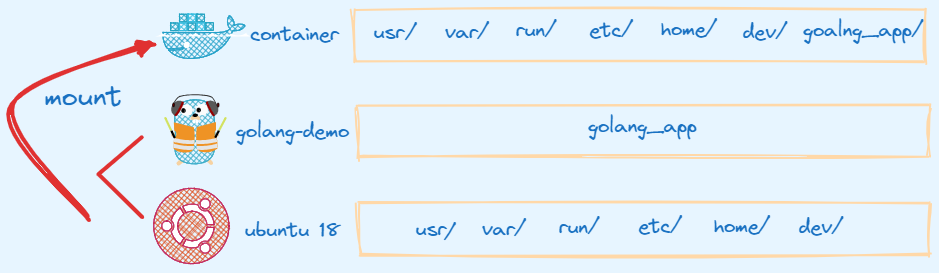 container usr/ var/ run/ etc/ home/ dev/ goalng_app/
mount
golang-demo golang_app
ubuntu 18 usr/ var/ run/ etc/ home/ dev/